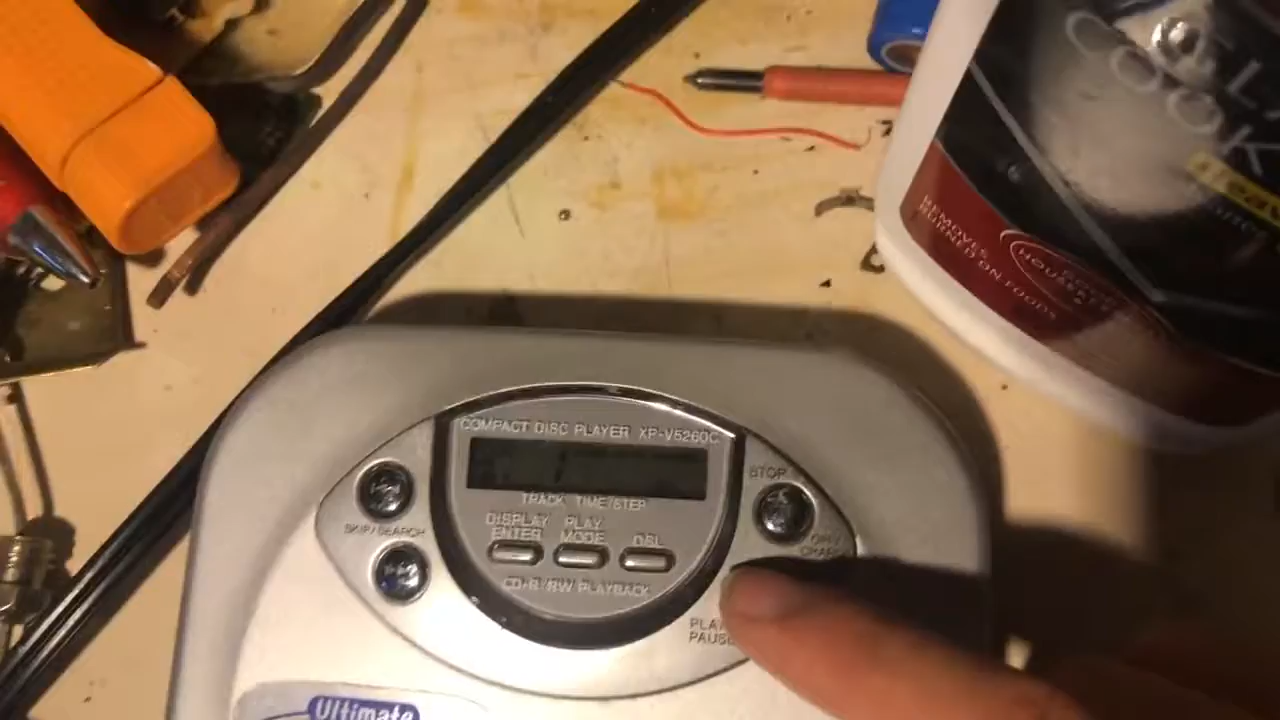 COOK
REMOVES
BURNED ON FOODS
COMPACT DISC PLAYER XP-V5260C
STOP
TRACK TIME/STEP
SKIP/SEARCH
DISPLAY
ENTER
PLAY
MODE
DSL
CD-R/RW PLAYBACK
PAUSE
Ultimate